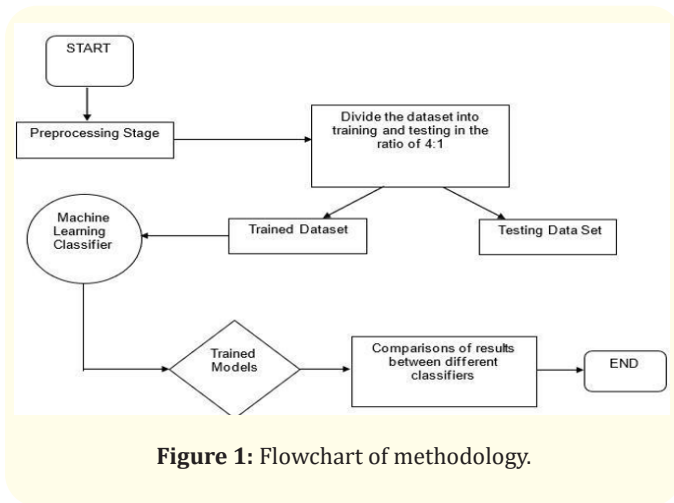 START
Preprocessing Stage
Divide the dataset into
training and testing in the
ratio of 4:1
Machine
Learning
Classifier
Trained Dataset
Testing Data Set
Trained
Models
Comparisons of results
between different
classifiers
END
Figure 1: Flowchart of methodology.